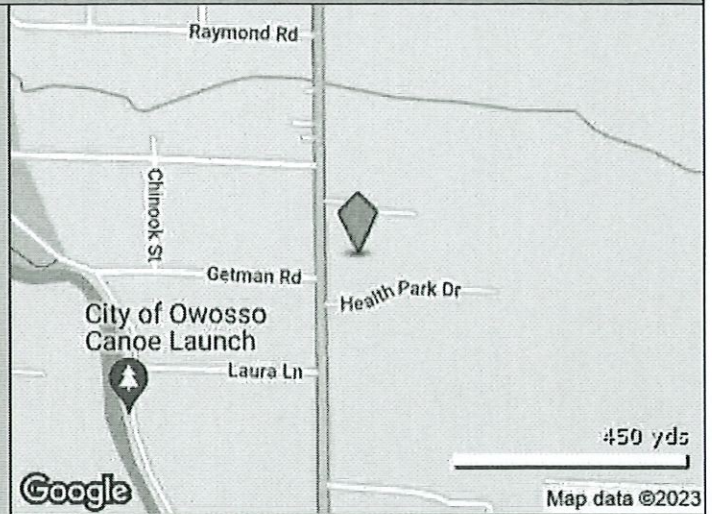 Raymond Rd
Chinook St
Getman Rd
Health Park Dr
City of Owosso
Canoe Launch
Laura Ln
450 yds
Google
Map data ©2023